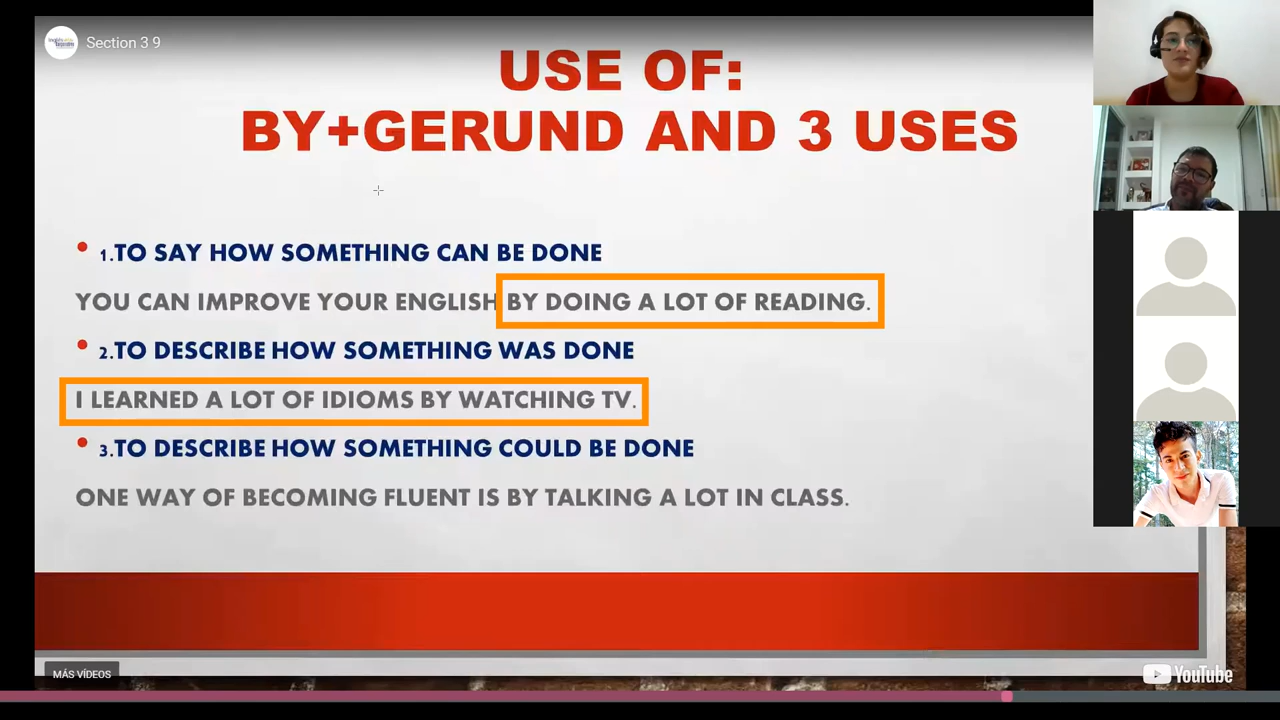 Section 3 9
USE OF:
BY+GERUND AND 3 USES
1.TO SAY HOW SOMETHING CAN BE DONE
YOU CAN IMPROVE YOUR ENGLISH BY DOING A LOT OF READING.
2.TO DESCRIBE HOW SOMETHING WAS DONE
I LEARNED A LOT OF IDIOMS BY WATCHING TV.
3.TO DESCRIBE HOW SOMETHING COULD BE DONE
ONE WAY OF BECOMING FLUENT IS BY TALKING A LOT IN CLASS.
MÁS VÍDEOS
YouTube